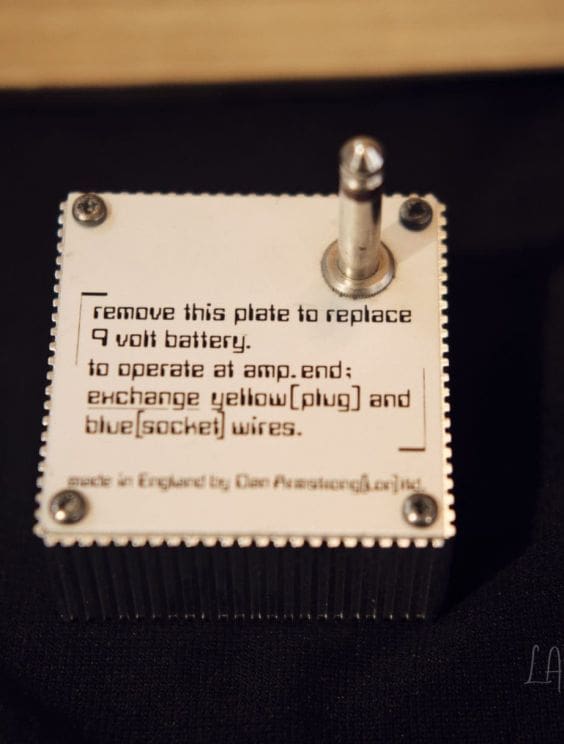 remove this plate to replace
9 volt battery.
to operate at amp. end;
exchange yellow[plug] and
blue[socket] wires.
made in England by Dan Armstrong[Lon]ltd.
LA